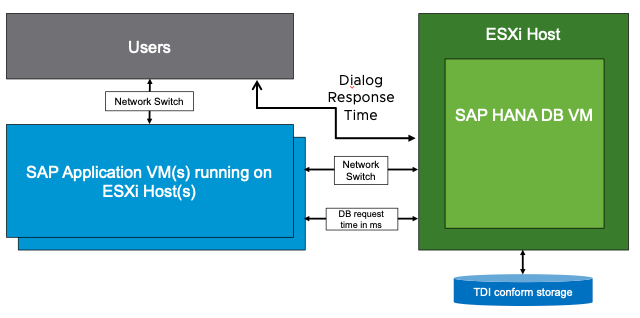 Users
Network Switch
SAP Application VM(s) running on
ESXi Host(s)
Dialog
Response
Time
Network
Switch
DB request
time in ms
ESXi Host
SAP HANA DB VM
TDI conform storage